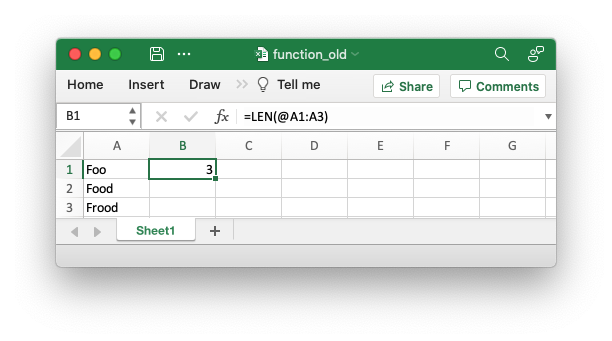 function_old
Home Insert Draw >> Tell me Share Comments
B1 fx =LEN(@A1:A3)
A B C D E F G
1 Foo 3
2 Food
3 Frood
Sheet1 +